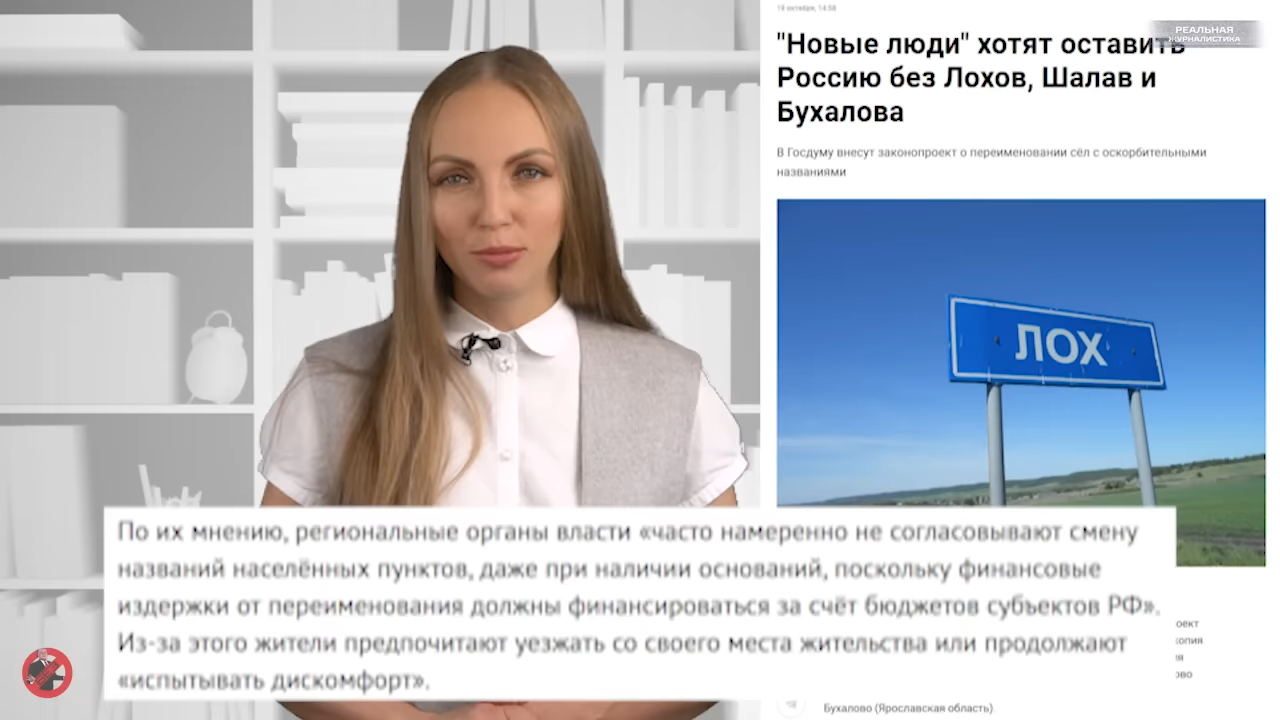 19 октября, 14:58
РЕАЛЬНАЯ
ЖУРНАЛИСТИКА
"Новые люди" хотят оставить
Россию без Лохов, Шалав и
Бухалова
В Госдуму внесут законопроект о переименовании сёл с оскорбительными
названиями
ЛОХ
По их мнению, региональные органы власти «часто намеренно не согласовывают смену
названий населённых пунктов, даже при наличии оснований, поскольку финансовые
издержки от переименования должны финансироваться за счёт бюджетов субъектов РФ».
Из-за этого жители предпочитают уезжать со своего места жительства или продолжают
«испытывать дискомфорт».
Бухалово (Ярославская область)